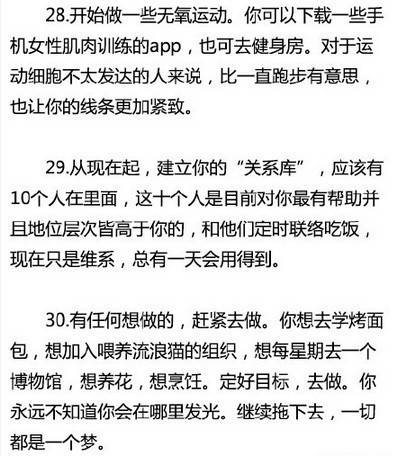 28.开始做一些无氧运动。你可以下载一些手
机女性肌肉训练的app，也可去健身房。对于运
动细胞不太发达的人来说，比一直跑步有意思，
也让你的线条更加紧致。
29.从现在起，建立你的“关系库”，应该有
10个人在里面，这十个人是目前对你最有帮助并
且地位层次皆高于你的，和他们定时联络吃饭，
现在只是维系，总有一天会用得到。
30.有任何想做的，赶紧去做。你想去学烤面
包，想加入喂养流浪猫的组织，想每星期去一个
博物馆，想养花，想烹饪。定好目标，去做。你
永远不知道你会在哪里发光。继续拖下去，一切
都是一个梦。